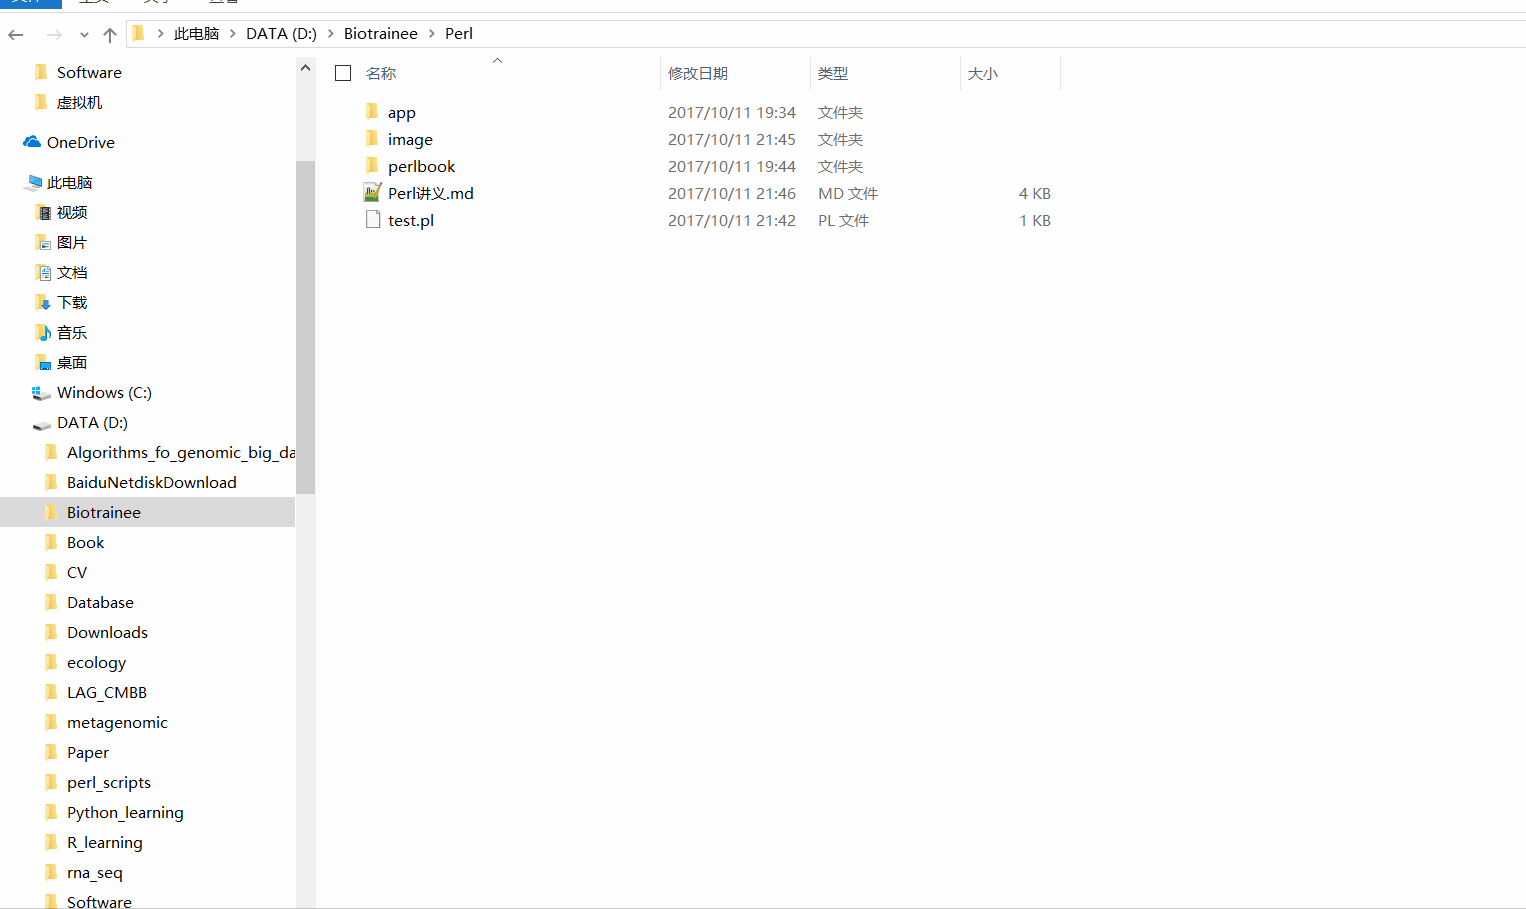 此电脑 > DATA (D:) > Biotrainee > Perl
Software
虚拟机
OneDrive
此电脑
视频
图片
文档
下载
音乐
桌面
Windows (C:)
DATA (D:)
Algorithms_fo_genomic_big_da
BaiduNetdiskDownload
Biotrainee
Book
CV
Database
Downloads
ecology
LAG_CMBB
metagenomic
Paper
perl_scripts
Python_learning
R_learning
rna_seq
Software
名称 修改日期 类型 大小
app 2017/10/11 19:34 文件夹
image 2017/10/11 21:45 文件夹
perlbook 2017/10/11 19:44 文件夹
Perl讲义.md 2017/10/11 21:46 MD 文件 4 KB
test.pl 2017/10/11 21:42 PL 文件 1 KB